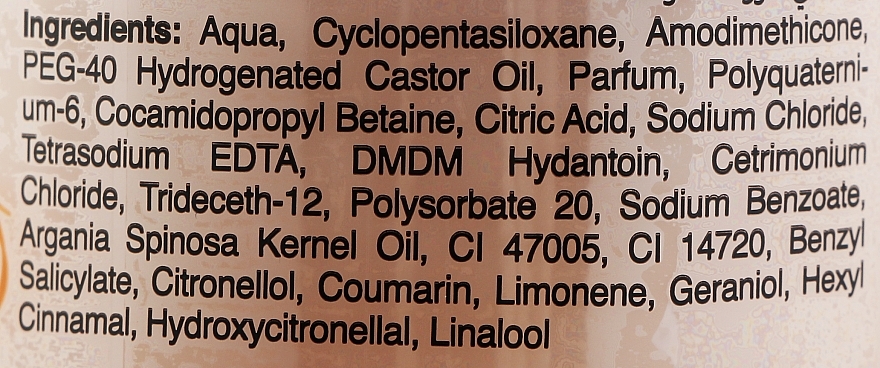 Ingredients: Aqua, Cyclopentasiloxane, Amodimethicone,
PEG-40 Hydrogenated Castor Oil, Parfum, Polyquaterni-
um-6, Cocamidopropyl Betaine, Citric Acid, Sodium Chloride,
Tetrasodium EDTA, DMDM Hydantoin, Cetrimonium
Chloride, Trideceth-12, Polysorbate 20, Sodium Benzoate,
Argania Spinosa Kernel Oil, CI 47005, CI 14720, Benzyl
Salicylate, Citronellol, Coumarin, Limonene, Geraniol, Hexyl
Cinnamal, Hydroxycitronellal, Linalool